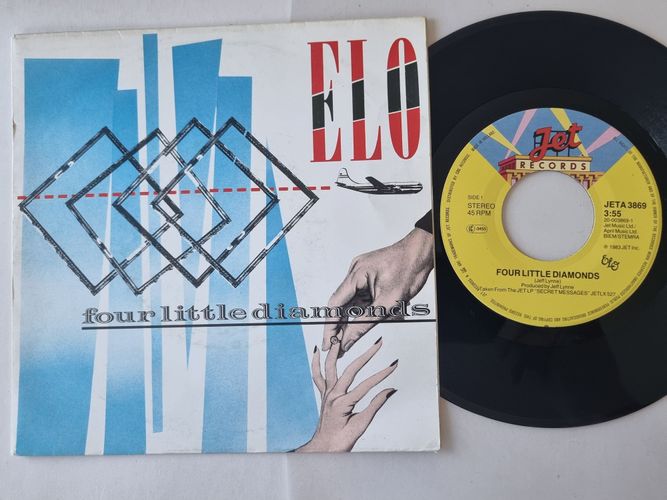 ELO
four little diamonds
Jet
RECORDS
SIDE 1
STEREO
45 RPM
JETA 3869
3:55
20-003869-1
Jet Music Ltd./
April Music Ltd.
BIEM/STEMRA
℗ 1983 JET Inc.
ELO
FOUR LITTLE DIAMONDS
(Jeff Lynne)
Produced by Jeff Lynne
Taken From The JET LP "SECRET MESSAGES" JETLX 527